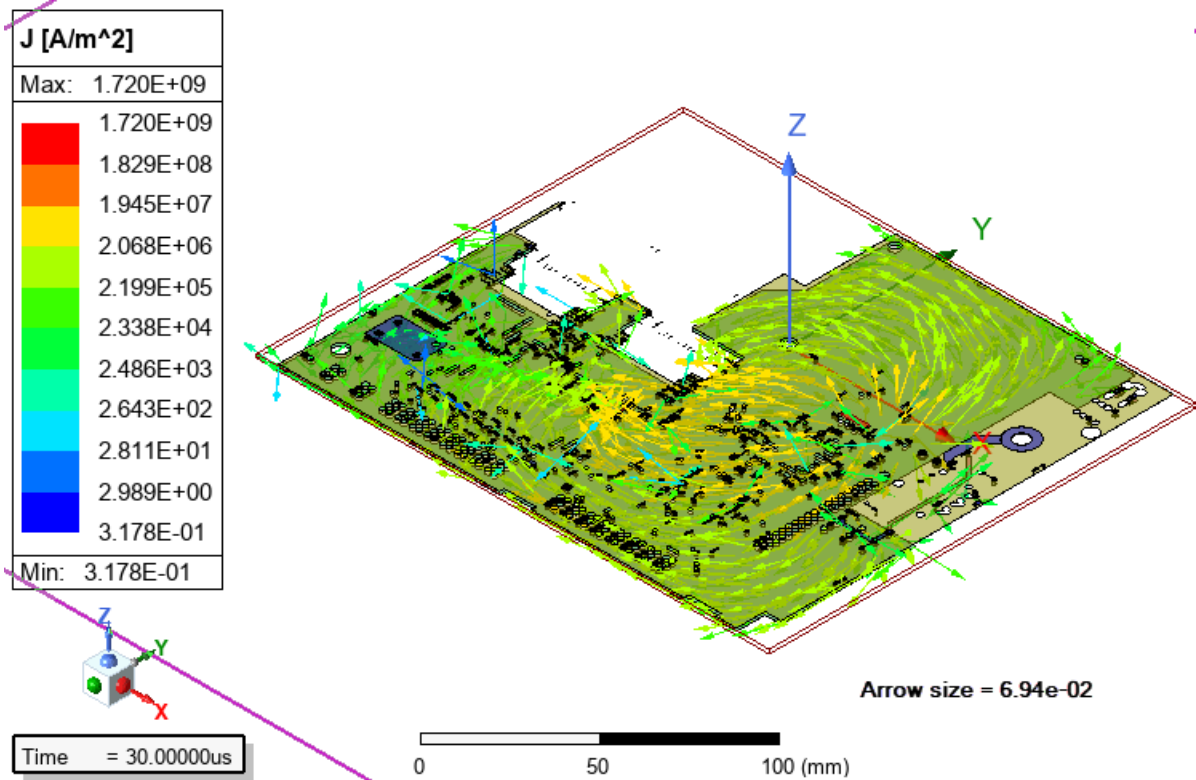 J [A/m^2]
Max: 1.720E+09
1.720E+09
1.829E+08
1.945E+07
2.068E+06
2.199E+05
2.338E+04
2.486E+03
2.643E+02
2.811E+01
2.989E+00
3.178E-01
Min: 3.178E-01
Z
Y
X
Z
Y
X
Arrow size = 6.94e-02
Time = 30.00000us
0 50 100 (mm)